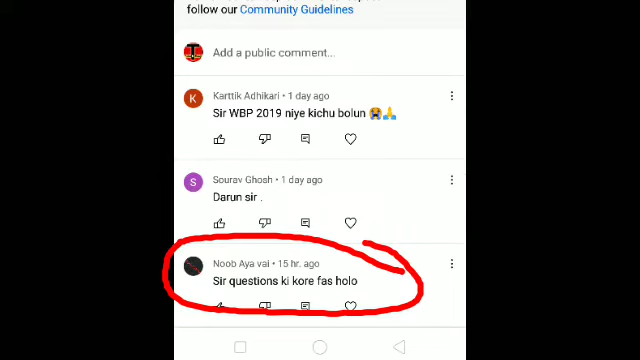 follow our Community Guidelines
Add a public comment...
K
Karttik Adhikari • 1 day ago
Sir WBP 2019 niye kichu bolun 😭🙏
S
Sourav Ghosh • 1 day ago
Darun sir .
Noob Aya vai • 15 hr. ago
Sir questions ki kore fas holo